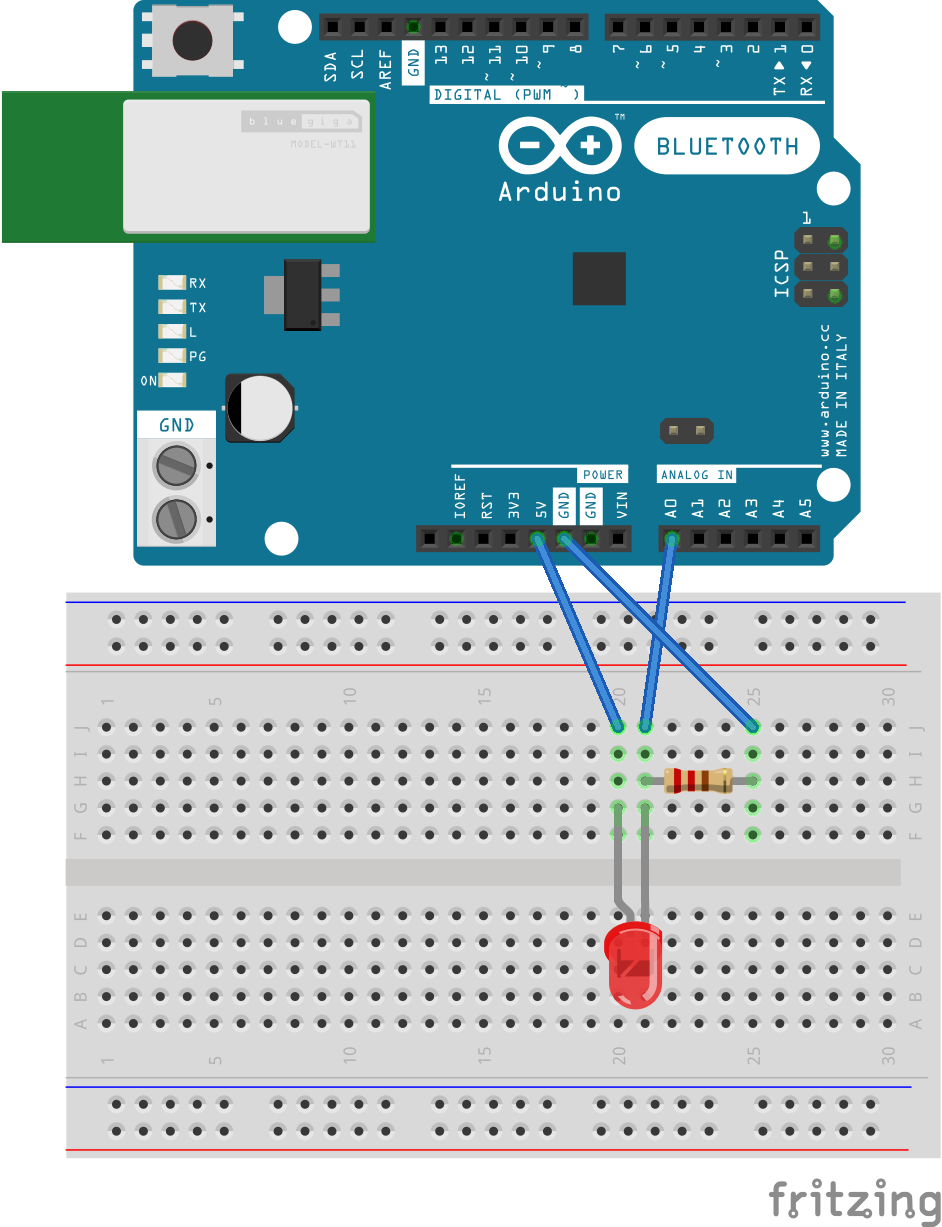 SDA SCL AREF GND 13 12 ~11 ~10 ~9 8 7 ~6 ~5 4 ~3 2 TX▶1 RX◀0
DIGITAL (PWM ~)
bluegiga
MODEL-WT11
TM
BLUETOOTH
Arduino
1
ICSP
RX
TX
L
PG
ON
www.arduino.cc
MADE IN ITALY
GND
POWER
ANALOG IN
IOREF RST 3V3 5V GND GND VIN A0 A1 A2 A3 A4 A5
1 5 10 15 20 25 30
J J
I I
H H
G G
F F
E E
D D
C C
B B
A A
1 5 10 15 20 25 30
fritzing